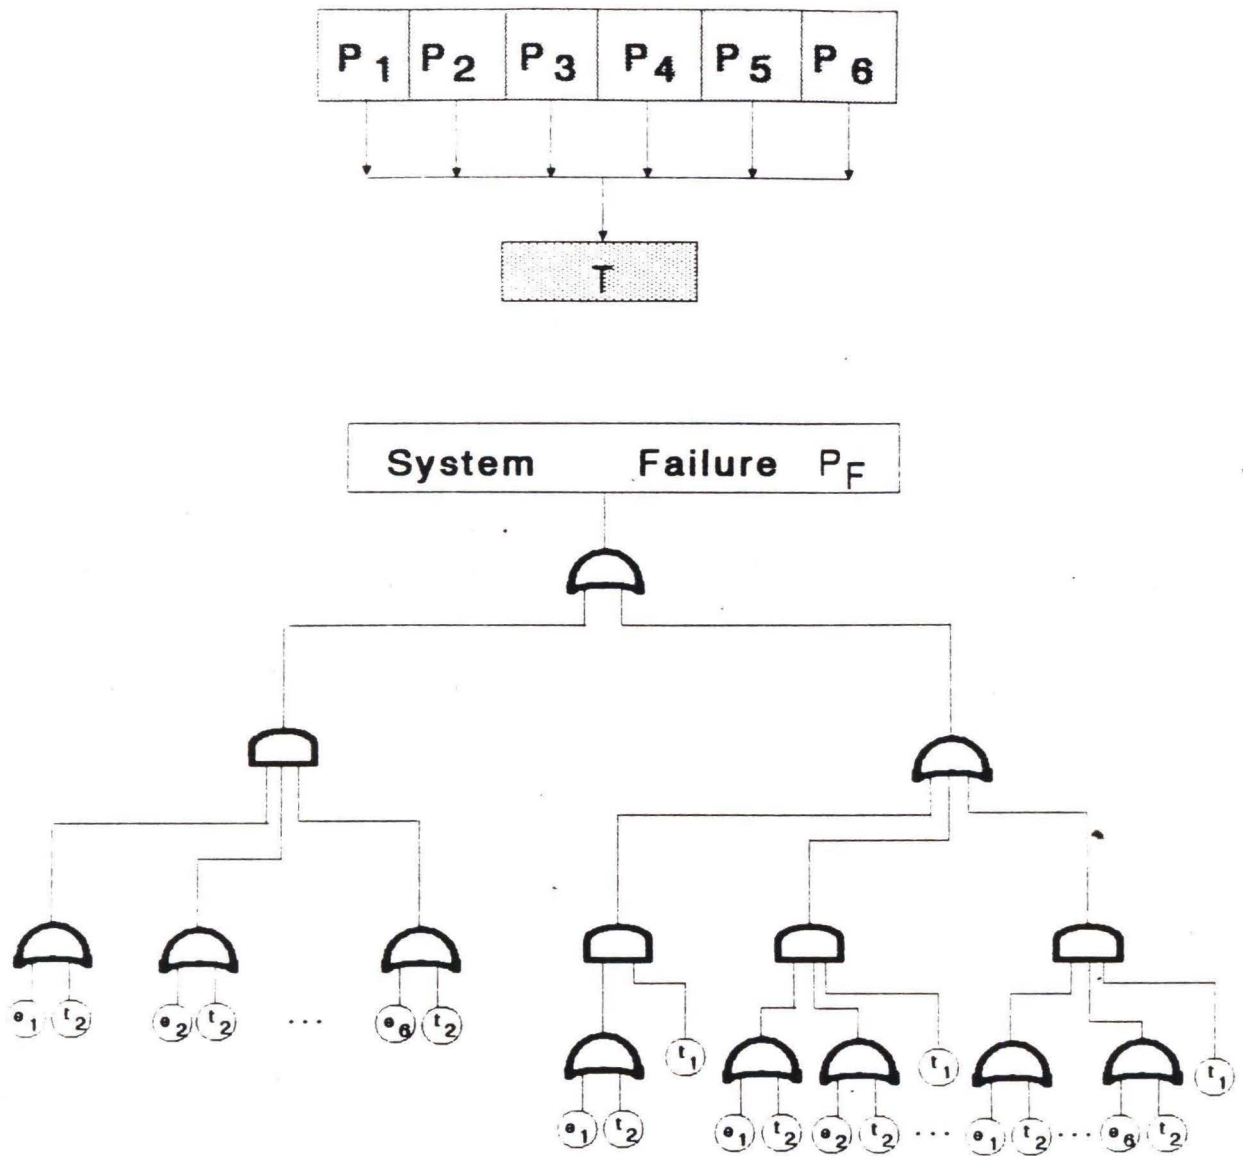 P1 P2 P3 P4 P5 P6
T
System Failure PF
e1 t2 e2 t2 ... e6 t2
t1 t1 t1
e1 t2 e1 t2 e2 t2 ... e1 t2 ... e6 t2